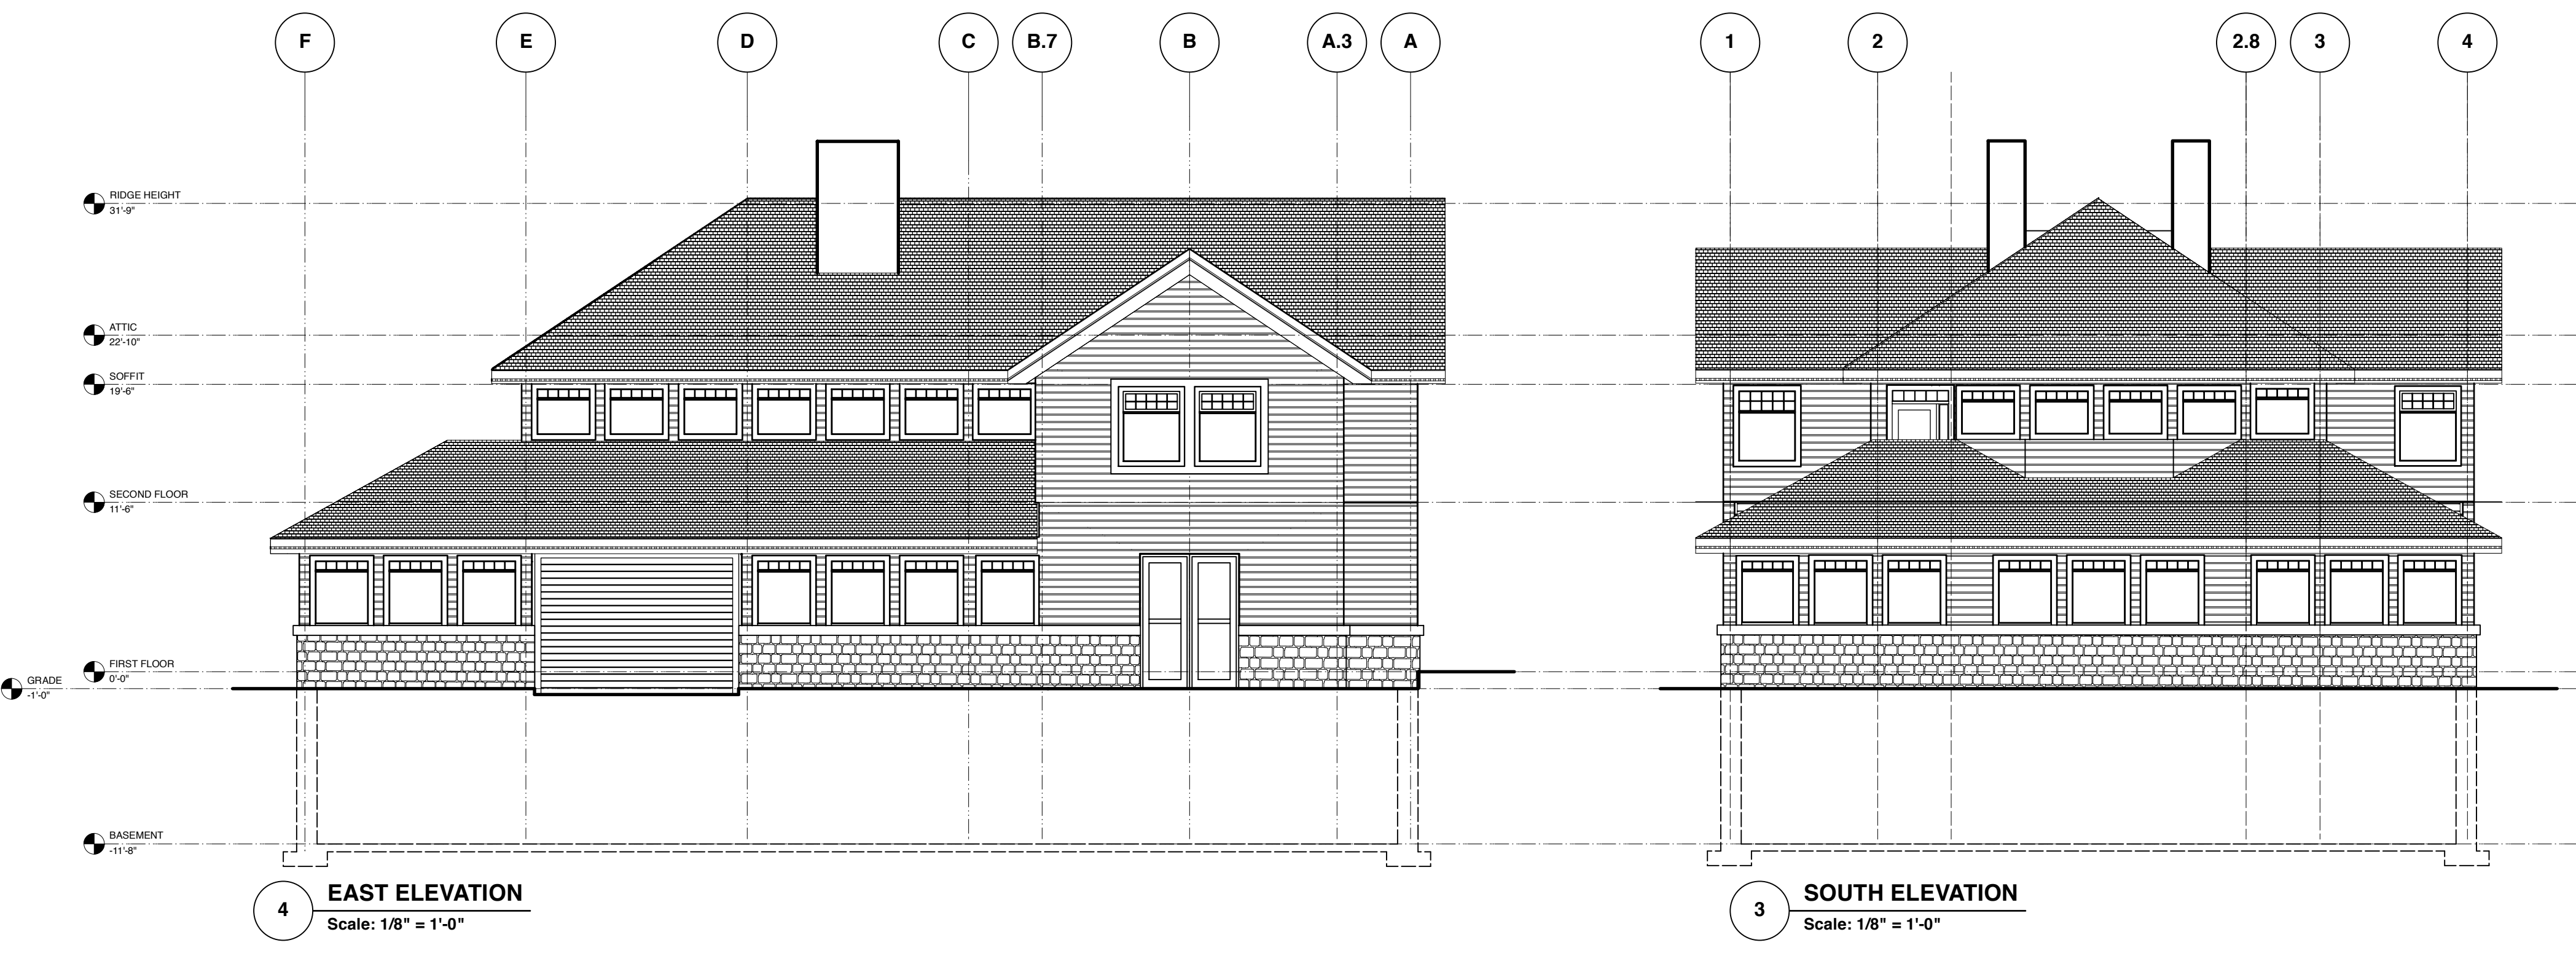 F E D C B.7 B A.3 A 1 2 2.8 3 4
RIDGE HEIGHT
31'-9"
ATTIC
22'-10"
SOFFIT
19'-6"
SECOND FLOOR
11'-6"
FIRST FLOOR
0'-0"
GRADE
-1'-0"
BASEMENT
-11'-8"
4 EAST ELEVATION
Scale: 1/8" = 1'-0"
3 SOUTH ELEVATION
Scale: 1/8" = 1'-0"